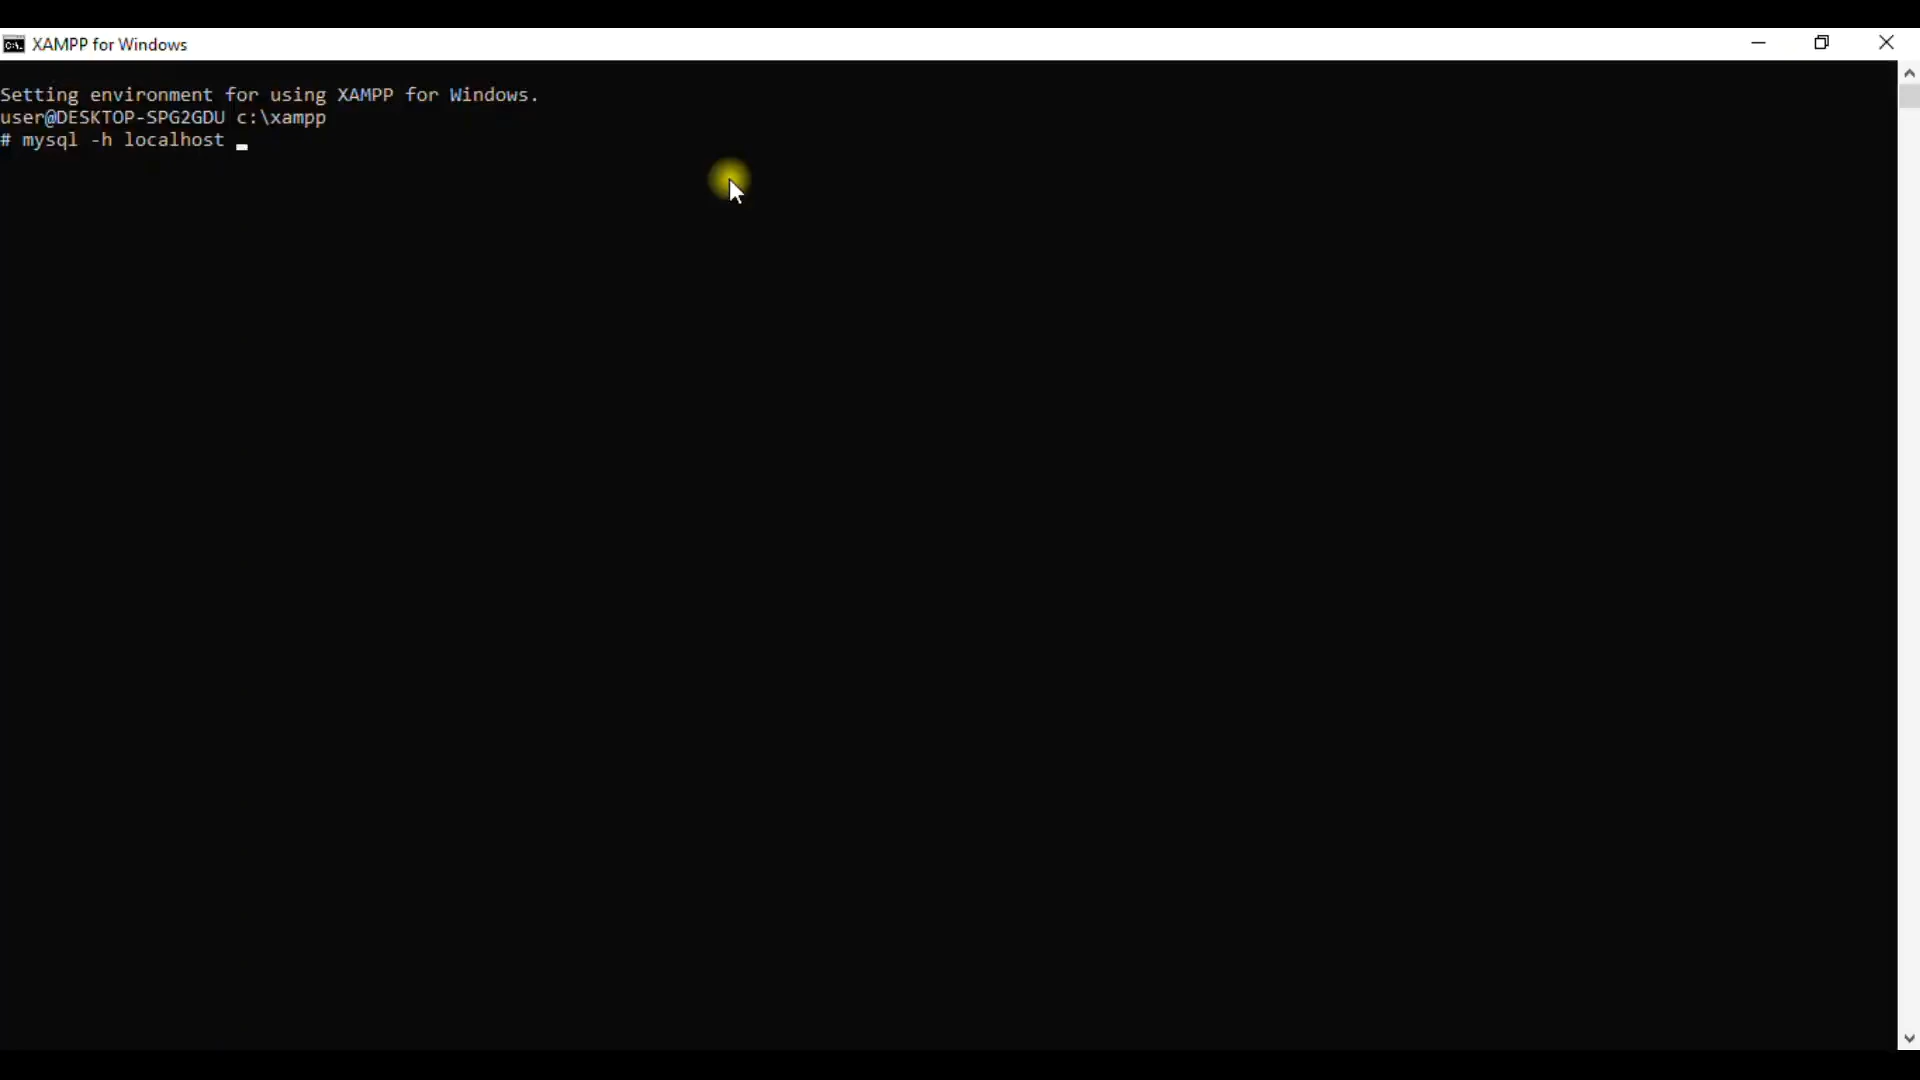 XAMPP for Windows
Setting environment for using XAMPP for Windows.
user@DESKTOP-SPG2GDU c:\xampp
# mysql -h localhost